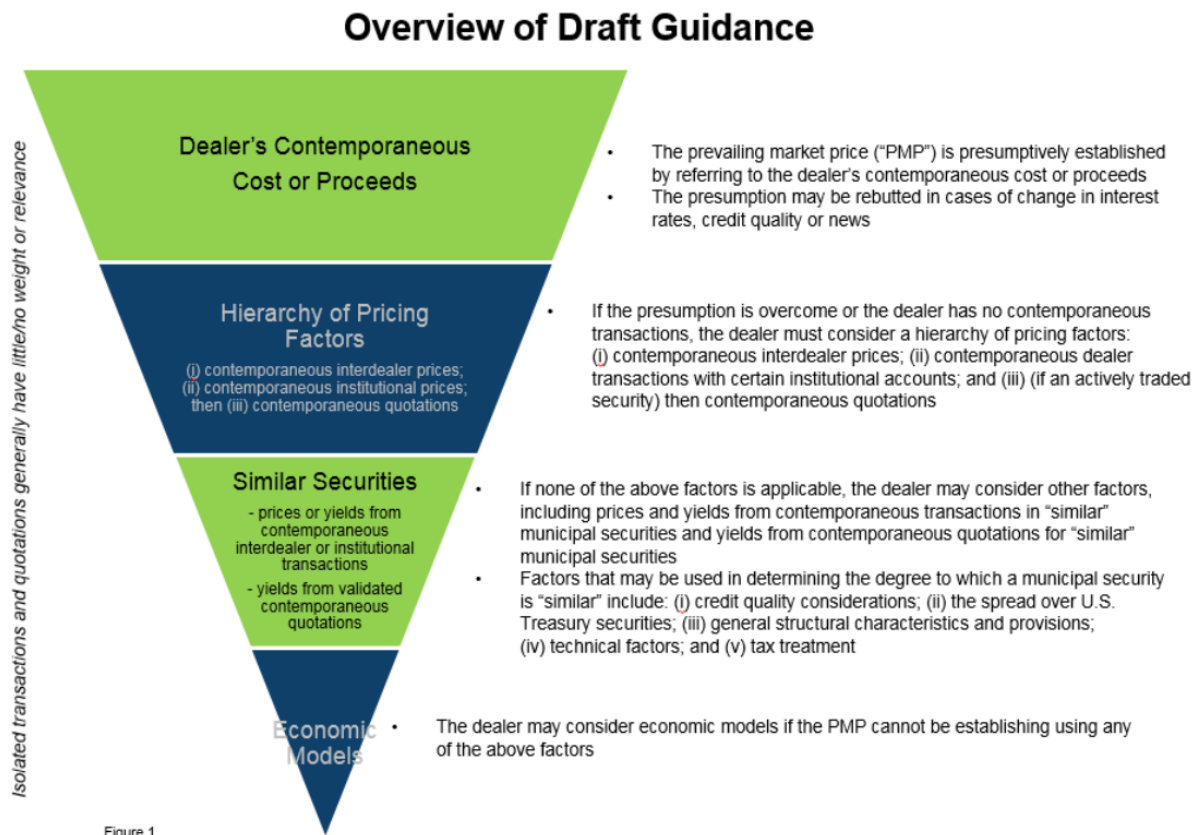 Overview of Draft Guidance
Isolated transactions and quotations generally have little/no weight or relevance
Dealer's Contemporaneous
Cost or Proceeds
• The prevailing market price (“PMP”) is presumptively established
by referring to the dealer's contemporaneous cost or proceeds
• The presumption may be rebutted in cases of change in interest
rates, credit quality or news
Hierarchy of Pricing
Factors
(i) contemporaneous interdealer prices;
(ii) contemporaneous institutional prices;
then (iii) contemporaneous quotations
• If the presumption is overcome or the dealer has no contemporaneous
transactions, the dealer must consider a hierarchy of pricing factors:
(i) contemporaneous interdealer prices; (ii) contemporaneous dealer
transactions with certain institutional accounts; and (iii) (if an actively traded
security) then contemporaneous quotations
Similar Securities
- prices or yields from
contemporaneous
interdealer or institutional
transactions
- yields from validated
contemporaneous
quotations
• If none of the above factors is applicable, the dealer may consider other factors,
including prices and yields from contemporaneous transactions in “similar”
municipal securities and yields from contemporaneous quotations for “similar”
municipal securities
• Factors that may be used in determining the degree to which a municipal security
is “similar” include: (i) credit quality considerations; (ii) the spread over U.S.
Treasury securities; (iii) general structural characteristics and provisions;
(iv) technical factors; and (v) tax treatment
Economic
Models
• The dealer may consider economic models if the PMP cannot be establishing using any
of the above factors
Figure 1